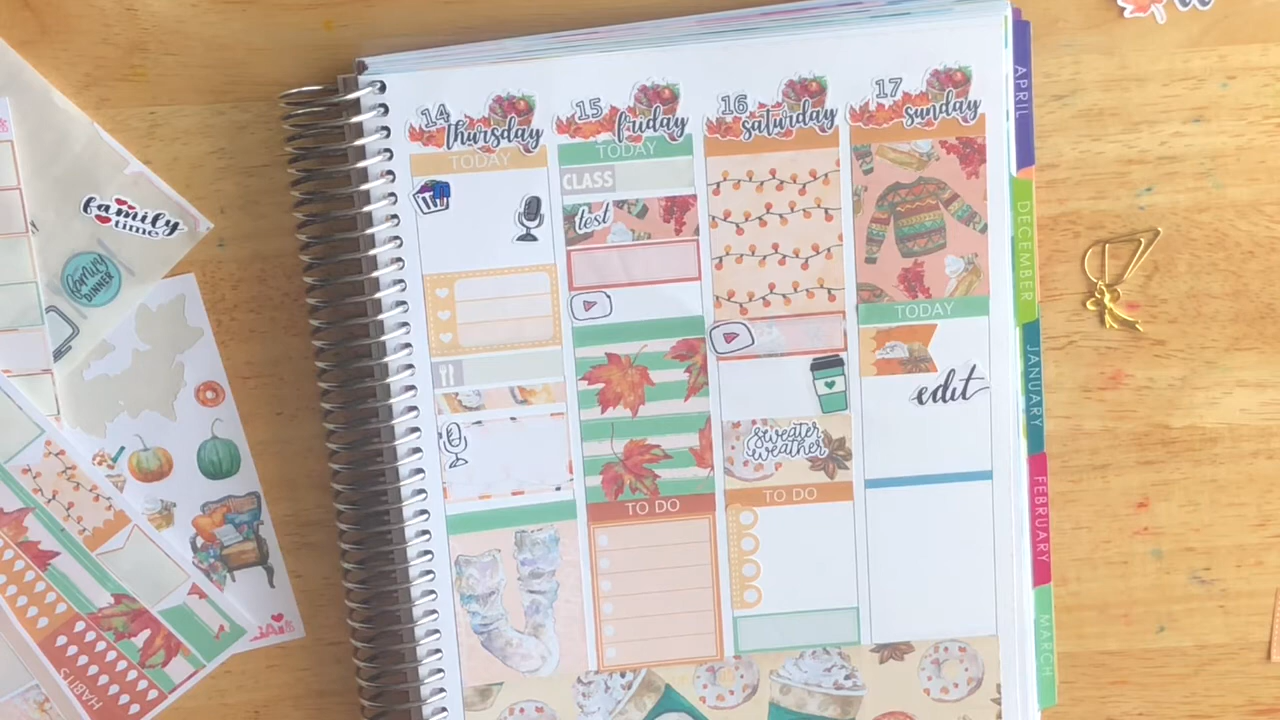 14 thursday
15 friday
16 saturday
17 sunday
TODAY
TODAY
CLASS
test
TO DO
sweater weather
TO DO
TODAY
edit
family time
FAMILY DINNER
HABITS
APRIL
DECEMBER
JANUARY
FEBRUARY
MARCH